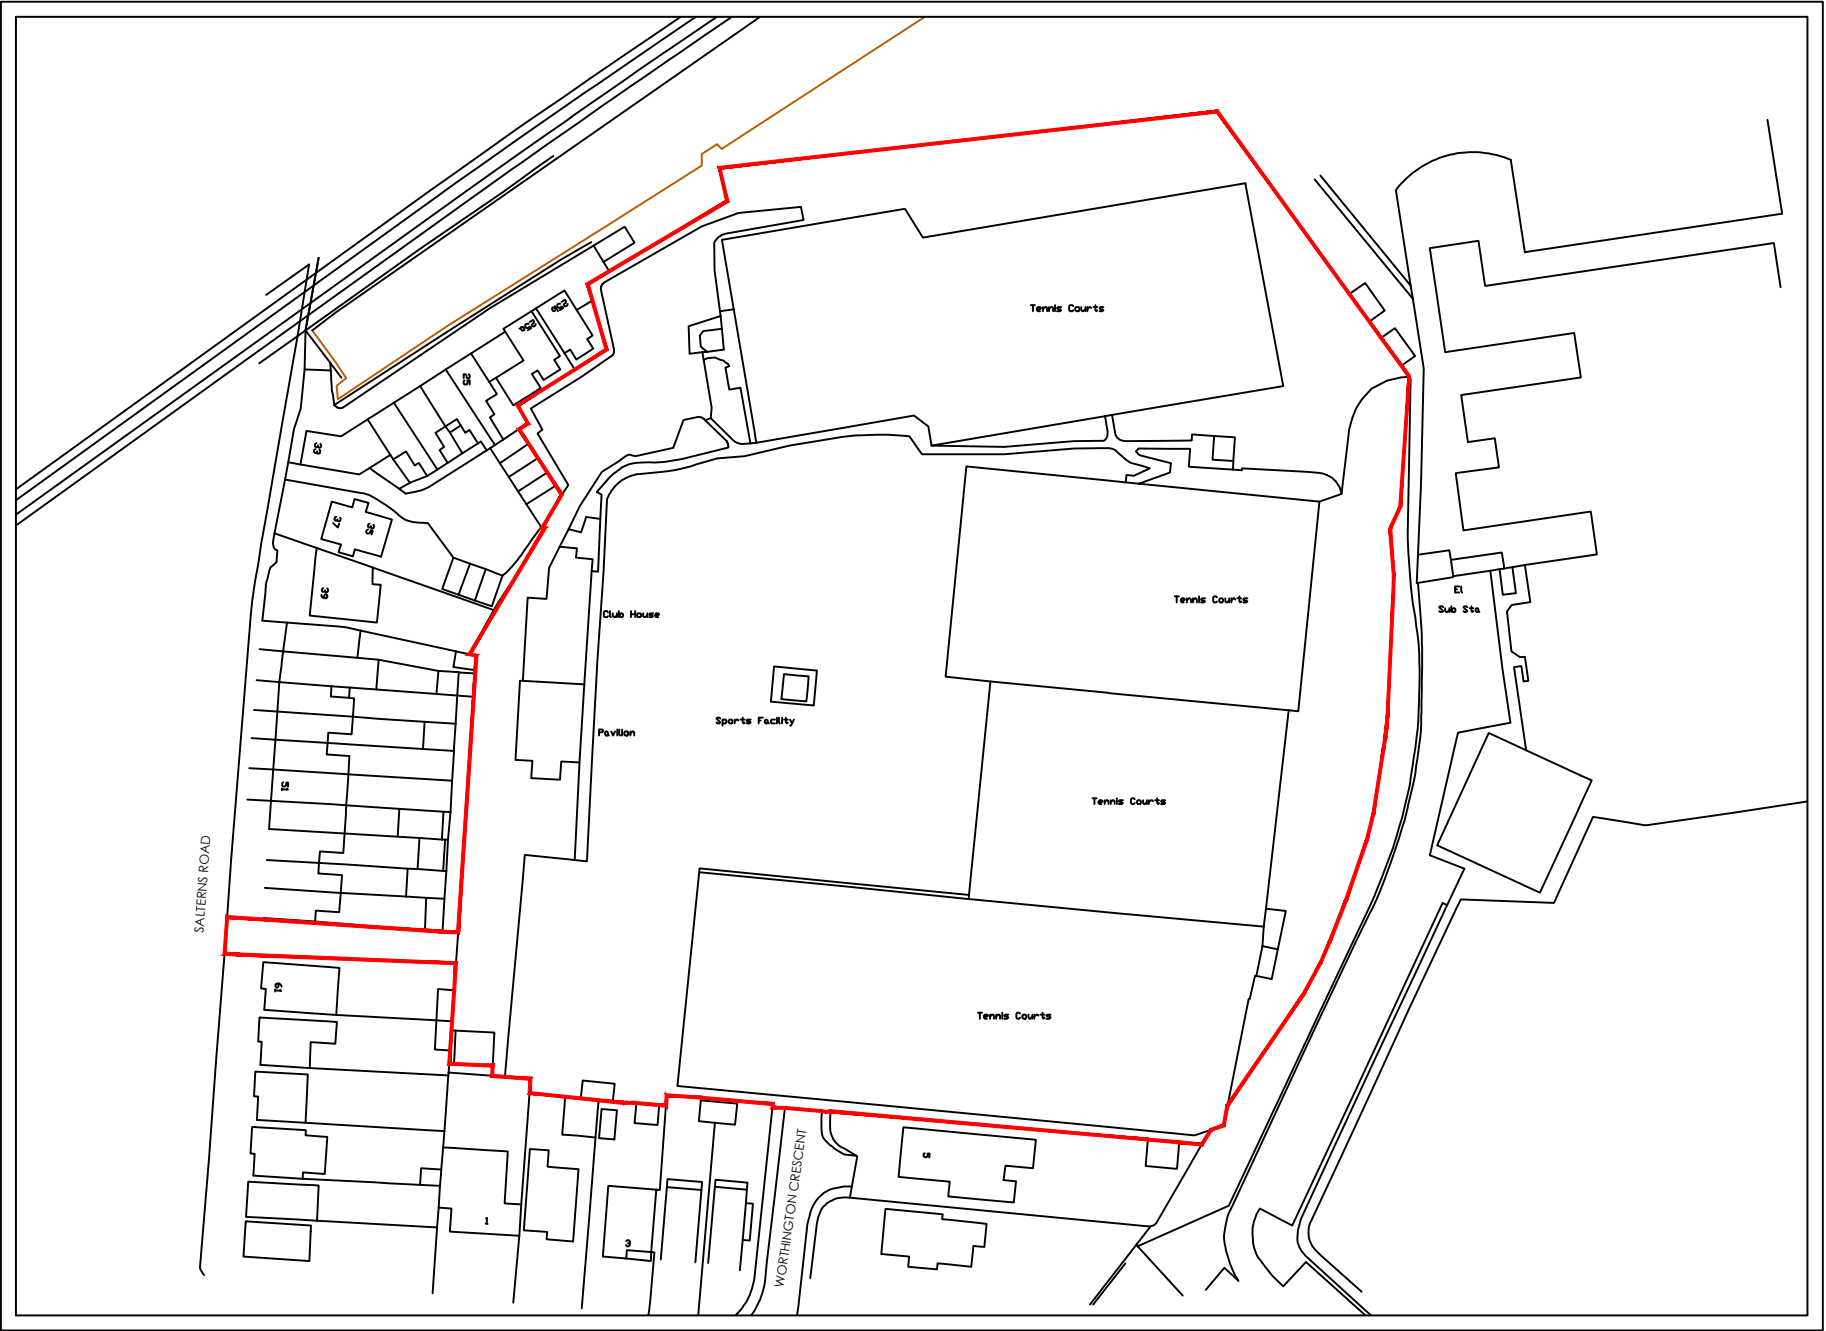 Tennis Courts
25b
25a
25
33
37
35
39
Club House
Tennis Courts
El
Sub Sta
Sports Facility
Pavilion
51
Tennis Courts
SALTERNS ROAD
61
Tennis Courts
WORTHINGTON CRESCENT
5
1
3